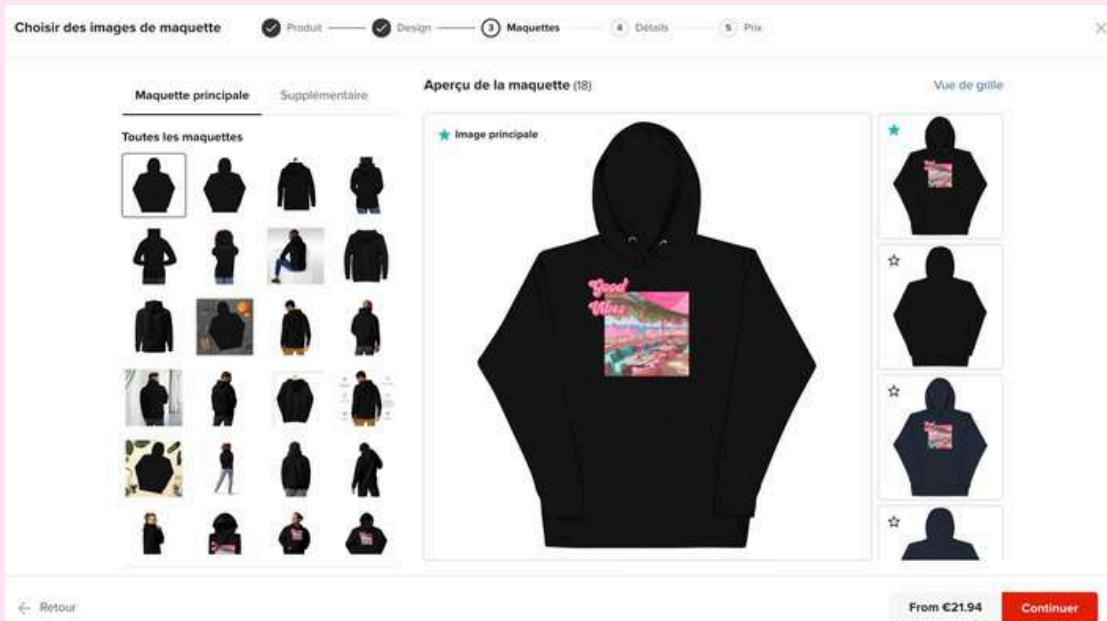 Choisir des images de maquette
Produit
Design
3 Maquettes
4 Détails
5 Prix
Maquette principale
Supplémentaire
Toutes les maquettes
Aperçu de la maquette (18)
Vue de grille
Image principale
Good
Vibes
Retour
From €21.94
Continuer